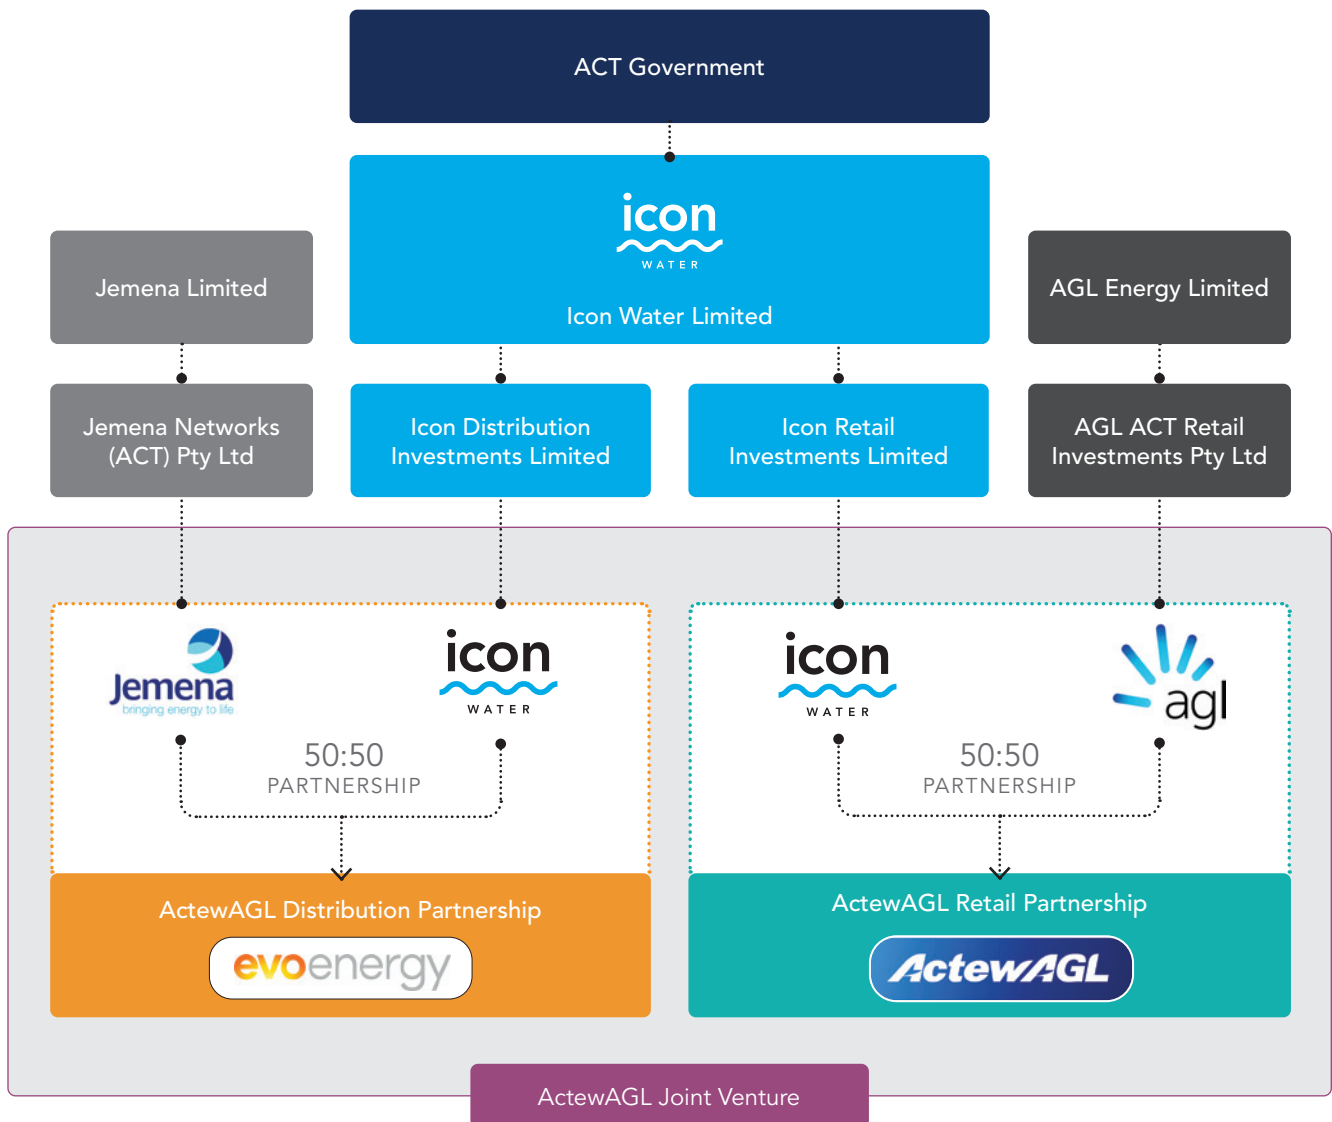 ACT Government
icon
WATER
Icon Water Limited
Jemena Limited
AGL Energy Limited
Jemena Networks
(ACT) Pty Ltd
Icon Distribution
Investments Limited
Icon Retail
Investments Limited
AGL ACT Retail
Investments Pty Ltd
Jemena
bringing energy to life
icon
WATER
50:50
PARTNERSHIP
icon
WATER
agl
50:50
PARTNERSHIP
ActewAGL Distribution Partnership
evoenergy
ActewAGL Retail Partnership
ActewAGL
ActewAGL Joint Venture